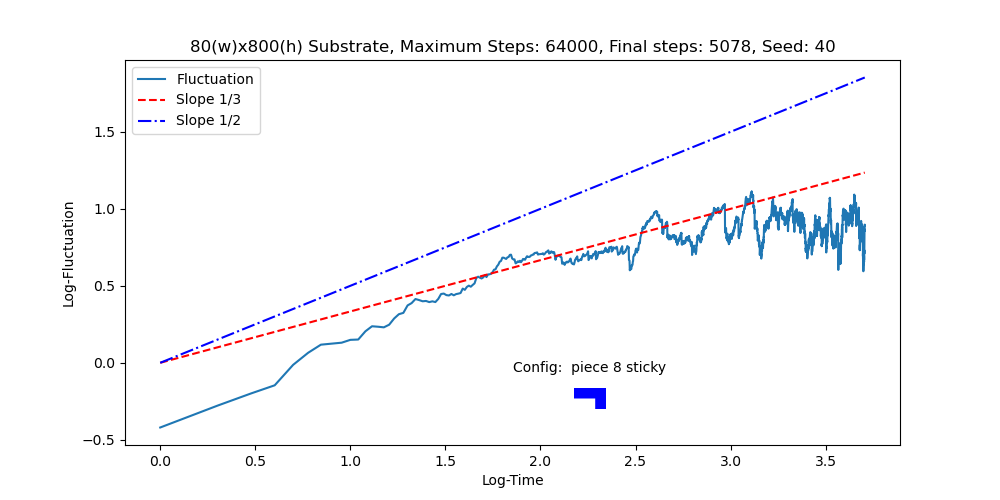 80(w)x800(h) Substrate, Maximum Steps: 64000, Final steps: 5078, Seed: 40
Fluctuation
Slope 1/3
Slope 1/2
1.5
1.0
0.5
0.0
−0.5
Log-Fluctuation
Config:  piece 8 sticky
0.0 0.5 1.0 1.5 2.0 2.5 3.0 3.5
Log-Time